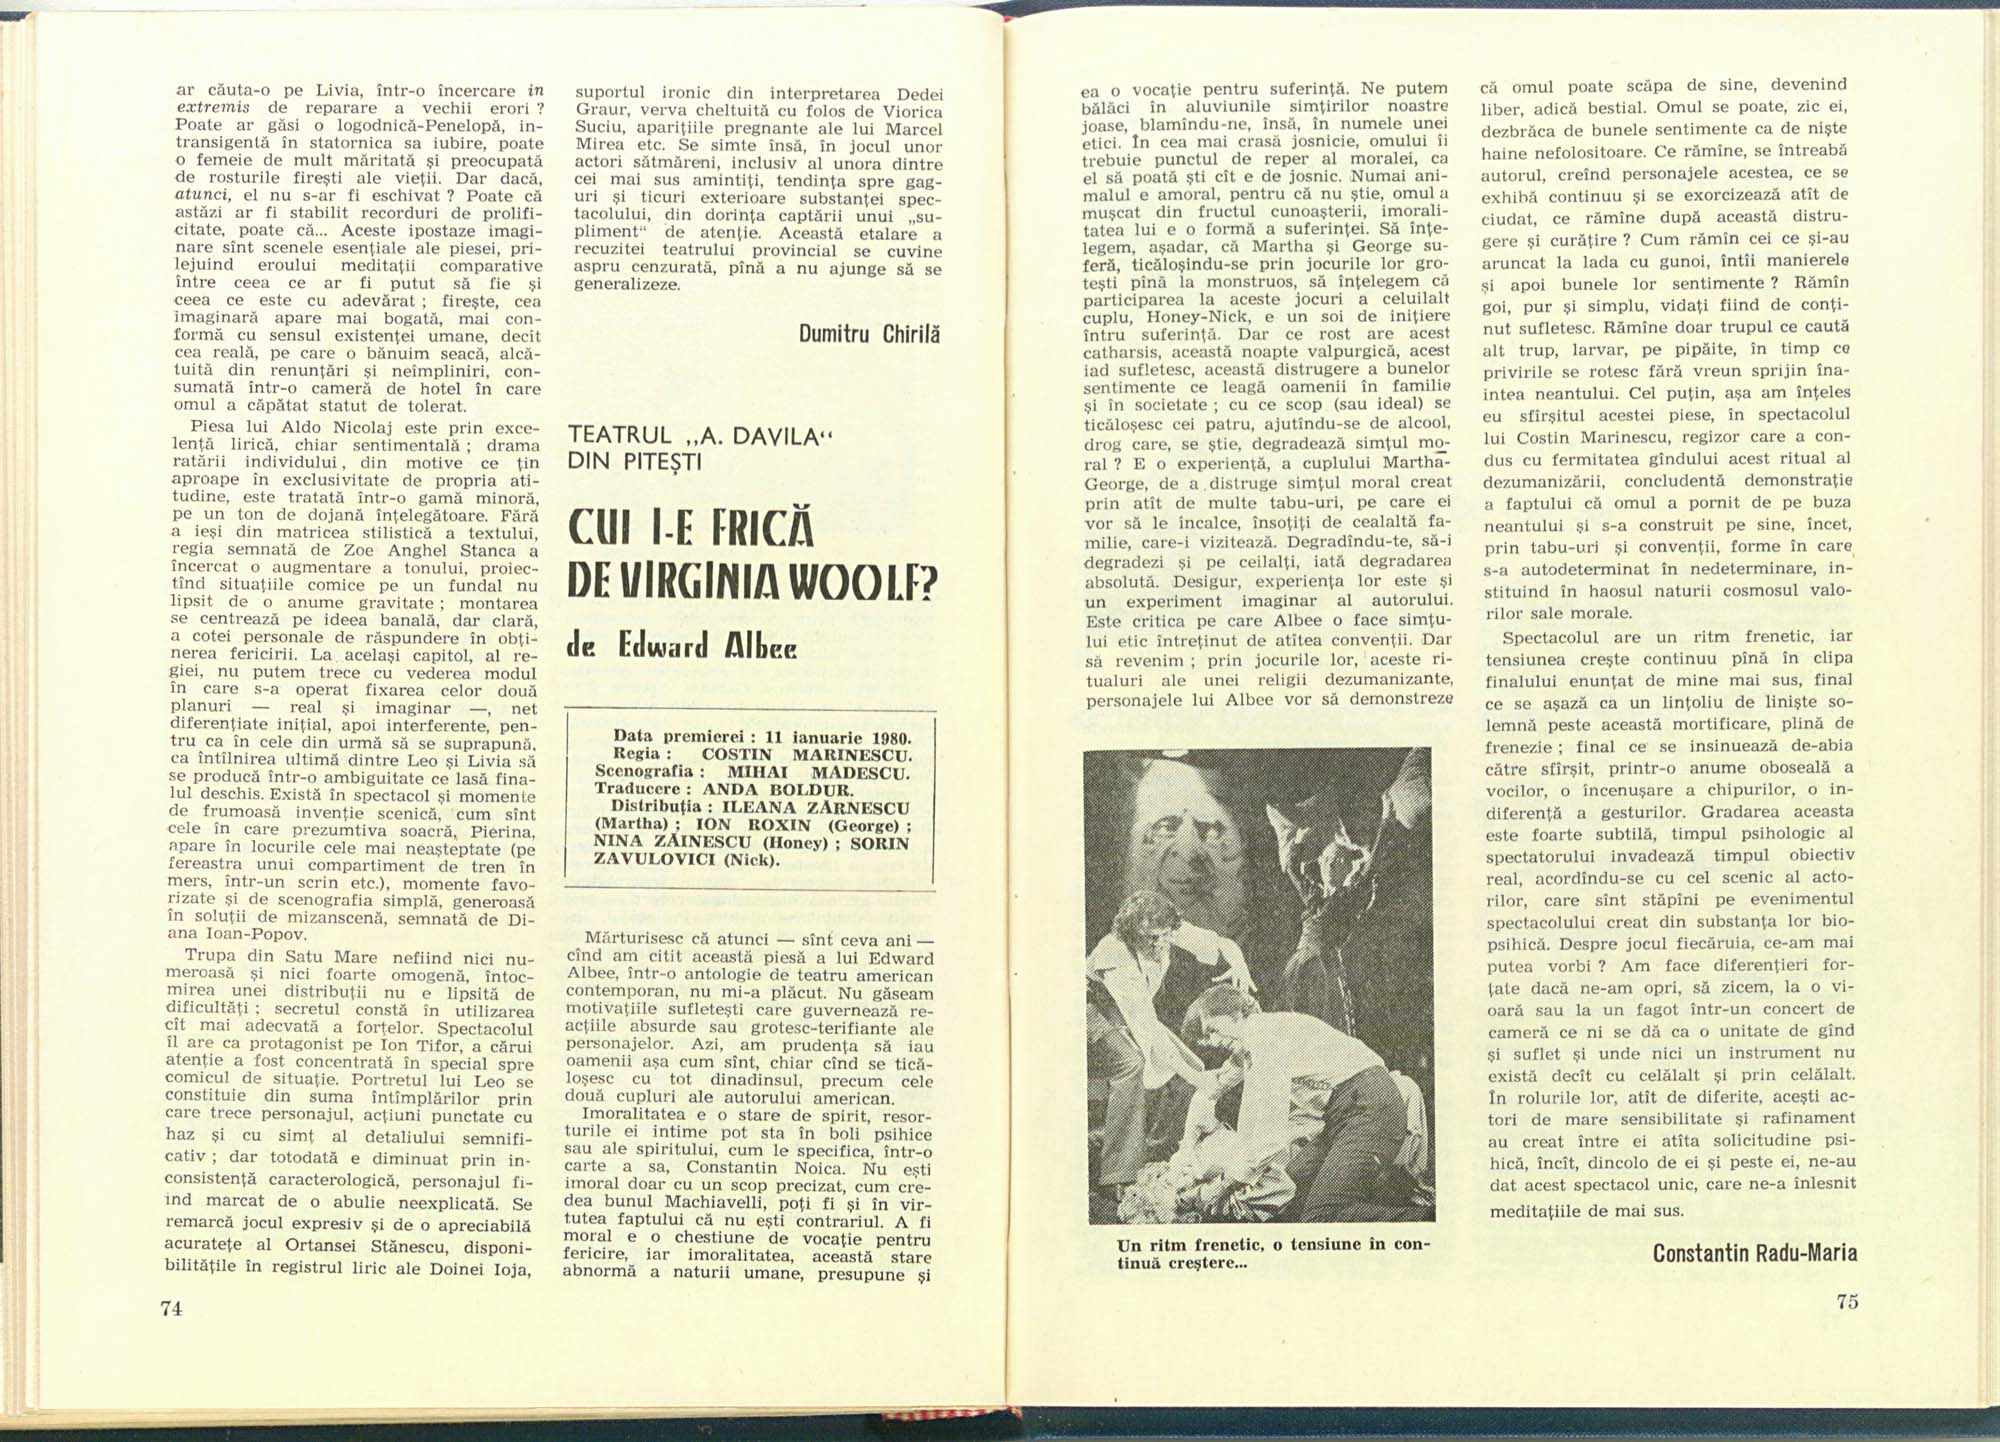 ar căuta-o pe Livia, într-o încercare in
extremis de reparare a vechii erori ?
Poate ar găsi o logodnică-Penelopă, in-
transigentă în statornica sa iubire, poate
o femeie de mult măritată și preocupată
de rosturile firești ale vieții. Dar dacă,
atunci, el nu s-ar fi eschivat ? Poate că
astăzi ar fi stabilit recorduri de prolifi-
citate, poate că... Aceste ipostaze imagi-
nare sînt scenele esențiale ale piesei, pri-
lejuind eroului meditații comparative
între ceea ce ar fi putut să fie și
ceea ce este cu adevărat ; firește, cea
imaginară apare mai bogată, mai con-
formă cu sensul existenței umane, decît
cea reală, pe care o bănuim seacă, alcă-
tuită din renunțări și neîmpliniri, con-
sumată într-o cameră de hotel în care
omul a căpătat statut de tolerat.
Piesa lui Aldo Nicolaj este prin exce-
lență lirică, chiar sentimentală ; drama
ratării individului, din motive ce țin
aproape în exclusivitate de propria ati-
tudine, este tratată într-o gamă minoră,
pe un ton de dojană înțelegătoare. Fără
a ieși din matricea stilistică a textului,
regia semnată de Zoe Anghel Stanca a
încercat o augmentare a tonului, proiec-
tînd situațiile comice pe un fundal nu
lipsit de o anume gravitate ; montarea
se centrează pe ideea banală, dar clară,
a cotei personale de răspundere în obți-
nerea fericirii. La același capitol, al re-
giei, nu putem trece cu vederea modul
în care s-a operat fixarea celor două
planuri — real și imaginar —, net
diferențiate inițial, apoi interferente, pen-
tru ca în cele din urmă să se suprapună,
ca întîlnirea ultimă dintre Leo și Livia să
se producă într-o ambiguitate ce lasă fina-
lul deschis. Există în spectacol și momente
de frumoasă invenție scenică, cum sînt
cele în care prezumtiva soacră, Pierina,
apare în locurile cele mai neașteptate (pe
fereastra unui compartiment de tren în
mers, într-un scrin etc.), momente favo-
rizate și de scenografia simplă, generoasă
în soluții de mizanscenă, semnată de Di-
ana Ioan-Popov.
Trupa din Satu Mare nefiind nici nu-
meroasă și nici foarte omogenă, întoc-
mirea unei distribuții nu e lipsită de
dificultăți ; secretul constă în utilizarea
cît mai adecvată a forțelor. Spectacolul
îl are ca protagonist pe Ion Tifor, a cărui
atenție a fost concentrată în special spre
comicul de situație. Portretul lui Leo se
constituie din suma întîmplărilor prin
care trece personajul, acțiuni punctate cu
haz și cu simț al detaliului semnifi-
cativ ; dar totodată e diminuat prin in-
consistență caracterologică, personajul fi-
ind marcat de o abulie neexplicată. Se
remarcă jocul expresiv și de o apreciabilă
acuratețe al Ortansei Stănescu, disponi-
bilitățile în registrul liric ale Doinei Ioja,
74
suportul ironic din interpretarea Dedei
Graur, verva cheltuită cu folos de Viorica
Suciu, aparițiile pregnante ale lui Marcel
Mirea etc. Se simte însă, în jocul unor
actori sătmăreni, inclusiv al unora dintre
cei mai sus amintiți, tendința spre gag-
uri și ticuri exterioare substanței spec-
tacolului, din dorința captării unui „su-
pliment“ de atenție. Această etalare a
recuzitei teatrului provincial se cuvine
aspru cenzurată, pînă a nu ajunge să se
generalizeze.
Dumitru Chirilă
TEATRUL „A. DAVILA“
DIN PITEȘTI
CUI I-E FRICĂ
DE VIRGINIA WOOLF?
de Edward Albee
Data premierei : 11 ianuarie 1980.
Regia : COSTIN MARINESCU.
Scenografia : MIHAI MADESCU.
Traducere : ANDA BOLDUR.
Distribuția : ILEANA ZĂRNESCU
(Martha) ; ION ROXIN (George) ;
NINA ZĂINESCU (Honey) ; SORIN
ZAVULOVICI (Nick).
Mărturisesc că atunci — sînt ceva ani —
cînd am citit această piesă a lui Edward
Albee, într-o antologie de teatru american
contemporan, nu mi-a plăcut. Nu găseam
motivațiile sufletești care guvernează re-
acțiile absurde sau grotesc-terifiante ale
personajelor. Azi, am prudența să iau
oamenii așa cum sînt, chiar cînd se tică-
loșesc cu tot dinadinsul, precum cele
două cupluri ale autorului american.
Imoralitatea e o stare de spirit, resor-
turile ei intime pot sta în boli psihice
sau ale spiritului, cum le specifica, într-o
carte a sa, Constantin Noica. Nu ești
imoral doar cu un scop precizat, cum cre-
dea bunul Machiavelli, poți fi și în vir-
tutea faptului că nu ești contrariul. A fi
moral e o chestiune de vocație pentru
fericire, iar imoralitatea, această stare
abnormă a naturii umane, presupune și
ea o vocație pentru suferință. Ne putem
bălăci în aluviunile simțirilor noastre
joase, blamîndu-ne, însă, în numele unei
etici. În cea mai crasă josnicie, omului îi
trebuie punctul de reper al moralei, ca
el să poată ști cît e de josnic. Numai ani-
malul e amoral, pentru că nu știe, omul a
mușcat din fructul cunoașterii, imorali-
tatea lui e o formă a suferinței. Să înțe-
legem, așadar, că Martha și George su-
feră, ticăloșindu-se prin jocurile lor gro-
tești pînă la monstruos, să înțelegem că
participarea la aceste jocuri a celuilalt
cuplu, Honey-Nick, e un soi de inițiere
întru suferință. Dar ce rost are acest
catharsis, această noapte valpurgică, acest
iad sufletesc, această distrugere a bunelor
sentimente ce leagă oamenii în familie
și în societate ; cu ce scop (sau ideal) se
ticăloșesc cei patru, ajutîndu-se de alcool,
drog care, se știe, degradează simțul mo-
ral ? E o experiență, a cuplului Martha-
George, de a distruge simțul moral creat
prin atît de multe tabu-uri, pe care ei
vor să le încalce, însoțiți de cealaltă fa-
milie, care-i vizitează. Degradîndu-te, să-i
degradezi și pe ceilalți, iată degradarea
absolută. Desigur, experiența lor este și
un experiment imaginar al autorului.
Este critica pe care Albee o face simțu-
lui etic întreținut de atîtea convenții. Dar
să revenim ; prin jocurile lor, aceste ri-
tualuri ale unei religii dezumanizante,
personajele lui Albee vor să demonstreze
Un ritm frenetic, o tensiune în con-
tinuă creștere...
că omul poate scăpa de sine, devenind
liber, adică bestial. Omul se poate, zic ei,
dezbrăca de bunele sentimente ca de niște
haine nefolositoare. Ce rămîne, se întreabă
autorul, creînd personajele acestea, ce se
exhibă continuu și se exorcizează atît de
ciudat, ce rămîne după această distru-
gere și curățire ? Cum rămîn cei ce și-au
aruncat la lada cu gunoi, întîi manierele
și apoi bunele lor sentimente ? Rămîn
goi, pur și simplu, vidați fiind de conți-
nut sufletesc. Rămîne doar trupul ce caută
alt trup, larvar, pe pipăite, în timp ce
privirile se rotesc fără vreun sprijin îna-
intea neantului. Cel puțin, așa am înțeles
eu sfîrșitul acestei piese, în spectacolul
lui Costin Marinescu, regizor care a con-
dus cu fermitatea gîndului acest ritual al
dezumanizării, concludentă demonstrație
a faptului că omul a pornit de pe buza
neantului și s-a construit pe sine, încet,
prin tabu-uri și convenții, forme în care
s-a autodeterminat în nedeterminare, in-
stituind în haosul naturii cosmosul valo-
rilor sale morale.
Spectacolul are un ritm frenetic, iar
tensiunea crește continuu pînă în clipa
finalului enunțat de mine mai sus, final
ce se așază ca un lințoliu de liniște so-
lemnă peste această mortificare, plină de
frenezie ; final ce se insinuează de-abia
către sfîrșit, printr-o anume oboseală a
vocilor, o încenușare a chipurilor, o in-
diferență a gesturilor. Gradarea aceasta
este foarte subtilă, timpul psihologic al
spectatorului invadează timpul obiectiv
real, acordîndu-se cu cel scenic al acto-
rilor, care sînt stăpîni pe evenimentul
spectacolului creat din substanța lor bio-
psihică. Despre jocul fiecăruia, ce-am mai
putea vorbi ? Am face diferențieri for-
țate dacă ne-am opri, să zicem, la o vi-
oară sau la un fagot într-un concert de
cameră ce ni se dă ca o unitate de gînd
și suflet și unde nici un instrument nu
există decît cu celălalt și prin celălalt.
În rolurile lor, atît de diferite, acești ac-
tori de mare sensibilitate și rafinament
au creat între ei atîta solicitudine psi-
hică, încît, dincolo de ei și peste ei, ne-au
dat acest spectacol unic, care ne-a înlesnit
meditațiile de mai sus.
Constantin Radu-Maria
75